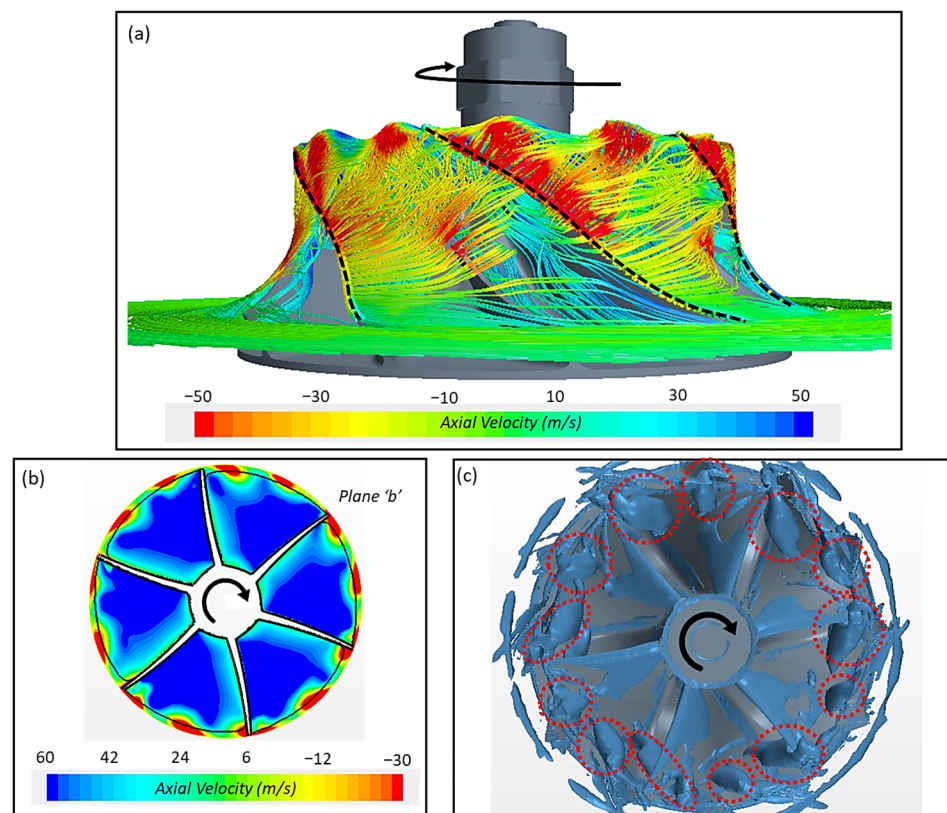 (a)
−50 −30 −10 10 30 50
Axial Velocity (m/s)
(b)
Plane ‘b’
60 42 24 6 −12 −30
Axial Velocity (m/s)
(c)